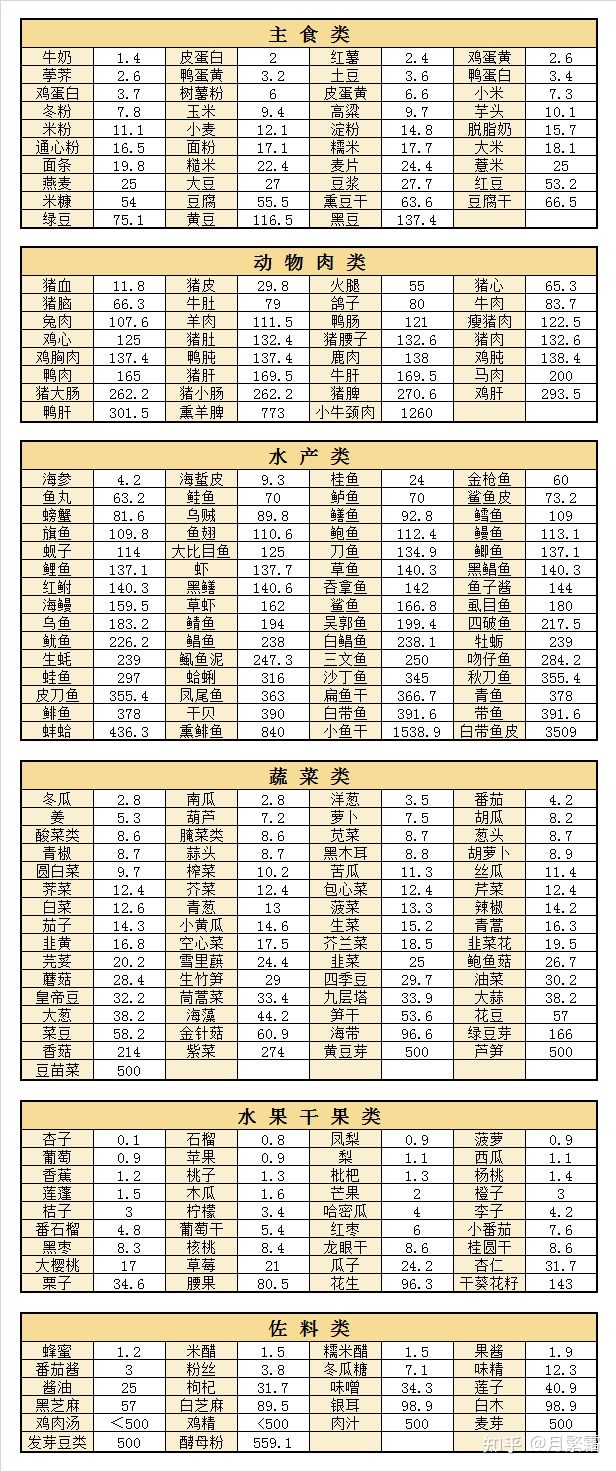 主 食 类
牛奶 1.4 皮蛋白 2 红薯 2.4 鸡蛋黄 2.6
荸荠 2.6 鸭蛋黄 3.2 土豆 3.6 鸭蛋白 3.4
鸡蛋白 3.7 树薯粉 6 皮蛋黄 6.6 小米 7.3
冬粉 7.8 玉米 9.4 高粱 9.7 芋头 10.1
米粉 11.1 小麦 12.1 淀粉 14.8 脱脂奶 15.7
通心粉 16.5 面粉 17.1 糯米 17.7 大米 18.1
面条 19.8 糙米 22.4 麦片 24.4 薏米 25
燕麦 25 大豆 27 豆浆 27.7 红豆 53.2
米糠 54 豆腐 55.5 熏豆干 63.6 豆腐干 66.5
绿豆 75.1 黄豆 116.5 黑豆 137.4
动 物 肉 类
猪血 11.8 猪皮 29.8 火腿 55 猪心 65.3
猪脑 66.3 牛肚 79 鸽子 80 牛肉 83.7
兔肉 107.6 羊肉 111.5 鸭肠 121 瘦猪肉 122.5
鸡心 125 猪肚 132.4 猪腰子 132.6 猪肉 132.6
鸡胸肉 137.4 鸭肫 137.4 鹿肉 138 鸡肫 138.4
鸭肉 165 猪肝 169.5 牛肝 169.5 马肉 200
猪大肠 262.2 猪小肠 262.2 猪脾 270.6 鸡肝 293.5
鸭肝 301.5 熏羊脾 773 小牛颈肉 1260
水 产 类
海参 4.2 海蜇皮 9.3 桂鱼 24 金枪鱼 60
鱼丸 63.2 鲑鱼 70 鲈鱼 70 鲨鱼皮 73.2
螃蟹 81.6 乌贼 89.8 鳝鱼 92.8 鳕鱼 109
旗鱼 109.8 鱼翅 110.6 鲍鱼 112.4 鳗鱼 113.1
蚬子 114 大比目鱼 125 刀鱼 134.9 鲫鱼 137.1
鲤鱼 137.1 虾 137.7 草鱼 140.3 黑鲳鱼 140.3
红鲋 140.3 黑鳝 140.6 吞拿鱼 142 鱼子酱 144
海鳗 159.5 草虾 162 鲨鱼 166.8 虱目鱼 180
乌鱼 183.2 鲭鱼 194 吴郭鱼 199.4 四破鱼 217.5
鱿鱼 226.2 鲳鱼 238 白鲳鱼 238.1 牡蛎 239
生蚝 239 鱼泥 247.3 三文鱼 250 吻仔鱼 284.2
蛙鱼 297 蛤蜊 316 沙丁鱼 345 秋刀鱼 355.4
皮刀鱼 355.4 凤尾鱼 363 扁鱼干 366.7 青鱼 378
鲱鱼 378 干贝 390 白带鱼 391.6 带鱼 391.6
蚌蛤 436.3 熏鲱鱼 840 小鱼干 1538.9 白带鱼皮 3509
蔬 菜 类
冬瓜 2.8 南瓜 2.8 洋葱 3.5 番茄 4.2
姜 5.3 葫芦 7.2 萝卜 7.5 胡瓜 8.2
酸菜类 8.6 腌菜类 8.6 苋菜 8.7 葱头 8.7
青椒 8.7 蒜头 8.7 黑木耳 8.8 胡萝卜 8.9
圆白菜 9.7 榨菜 10.2 苦瓜 11.3 丝瓜 11.4
荠菜 12.4 芥菜 12.4 包心菜 12.4 芹菜 12.4
白菜 12.6 青葱 13 菠菜 13.3 辣椒 14.2
茄子 14.3 小黄瓜 14.6 生菜 15.2 青蒿 16.3
韭黄 16.8 空心菜 17.5 芥兰菜 18.5 韭菜花 19.5
芫荽 20.2 雪里蕻 24.4 韭菜 25 鲍鱼菇 26.7
蘑菇 28.4 生竹笋 29 四季豆 29.7 油菜 30.2
皇帝豆 32.2 茼蒿菜 33.4 九层塔 33.9 大蒜 38.2
大葱 38.2 海藻 44.2 笋干 53.6 花豆 57
菜豆 58.2 金针菇 60.9 海带 96.6 绿豆芽 166
香菇 214 紫菜 274 黄豆芽 500 芦笋 500
豆苗菜 500
水 果 干 果 类
杏子 0.1 石榴 0.8 凤梨 0.9 菠萝 0.9
葡萄 0.9 苹果 0.9 梨 1.1 西瓜 1.1
香蕉 1.2 桃子 1.3 枇杷 1.3 杨桃 1.4
莲蓬 1.5 木瓜 1.6 芒果 2 橙子 3
桔子 3 柠檬 3.4 哈密瓜 4 李子 4.2
番石榴 4.8 葡萄干 5.4 红枣 6 小番茄 7.6
黑枣 8.3 核桃 8.4 龙眼干 8.6 桂圆干 8.6
大樱桃 17 草莓 21 瓜子 24.2 杏仁 31.7
栗子 34.6 腰果 80.5 花生 96.3 干葵花籽 143
佐 料 类
蜂蜜 1.2 米醋 1.5 糯米醋 1.5 果酱 1.9
番茄酱 3 粉丝 3.8 冬瓜糖 7.1 味精 12.3
酱油 25 枸杞 31.7 味噌 34.3 莲子 40.9
黑芝麻 57 白芝麻 89.5 银耳 98.9 白木 98.9
鸡肉汤 <500 鸡精 <500 肉汁 500 麦芽 500
发芽豆类 500 酵母粉 559.1
知乎 @月繁霜